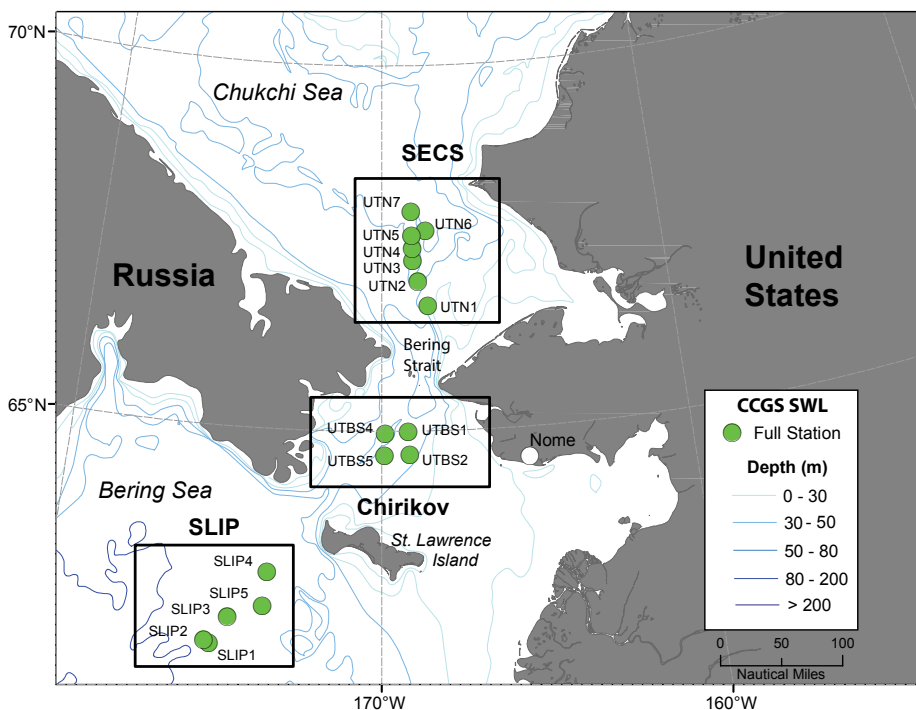 70°N
Chukchi Sea
SECS
UTN7
UTN6
UTN5
UTN4
UTN3
UTN2
UTN1
Russia
United
States
Bering
Strait
65°N
UTBS4
UTBS1
UTBS5
UTBS2
Nome
Bering Sea
Chirikov
SLIP
St. Lawrence
Island
SLIP4
SLIP5
SLIP3
SLIP2
SLIP1
CCGS SWL
Full Station
Depth (m)
0 - 30
30 - 50
50 - 80
80 - 200
> 200
0 50 100
Nautical Miles
170°W
160°W